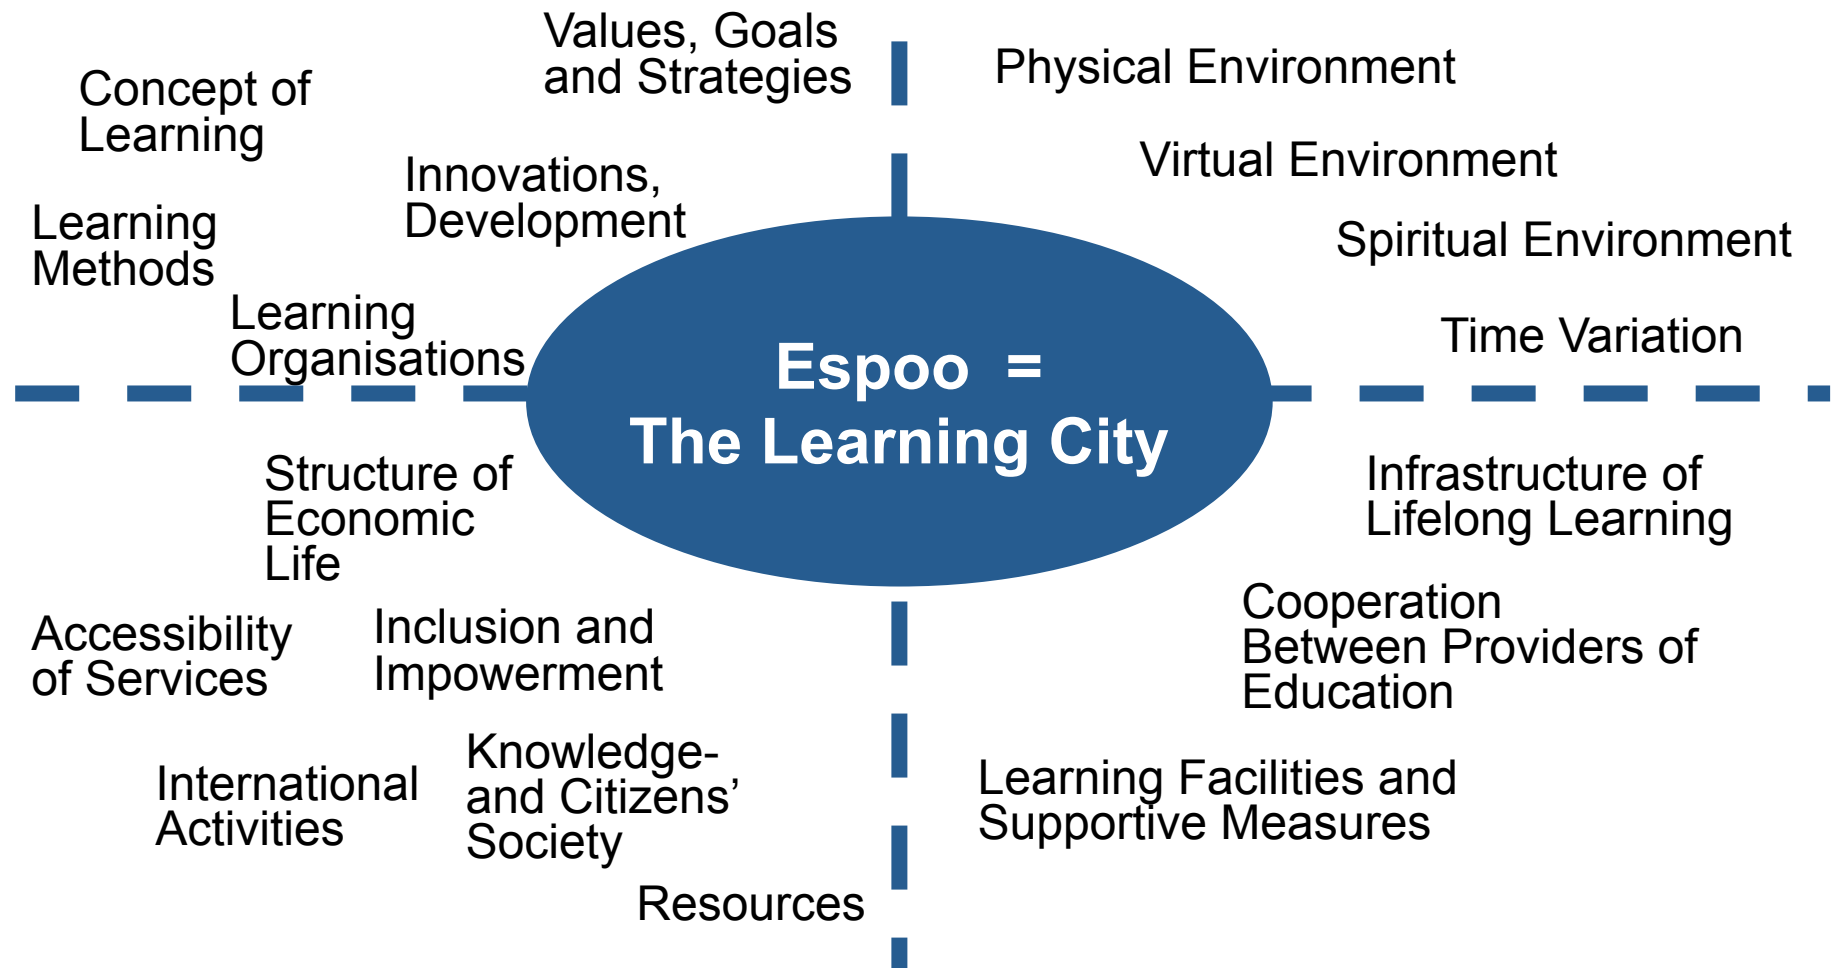 Values, Goals
and Strategies
Concept of
Learning
Innovations,
Development
Learning
Methods
Learning
Organisations
Physical Environment
Virtual Environment
Spiritual Environment
Time Variation
Espoo =
The Learning City
Structure of
Economic
Life
Accessibility
of Services
Inclusion and
Impowerment
International
Activities
Knowledge-
and Citizens’
Society
Resources
Infrastructure of
Lifelong Learning
Cooperation
Between Providers of
Education
Learning Facilities and
Supportive Measures